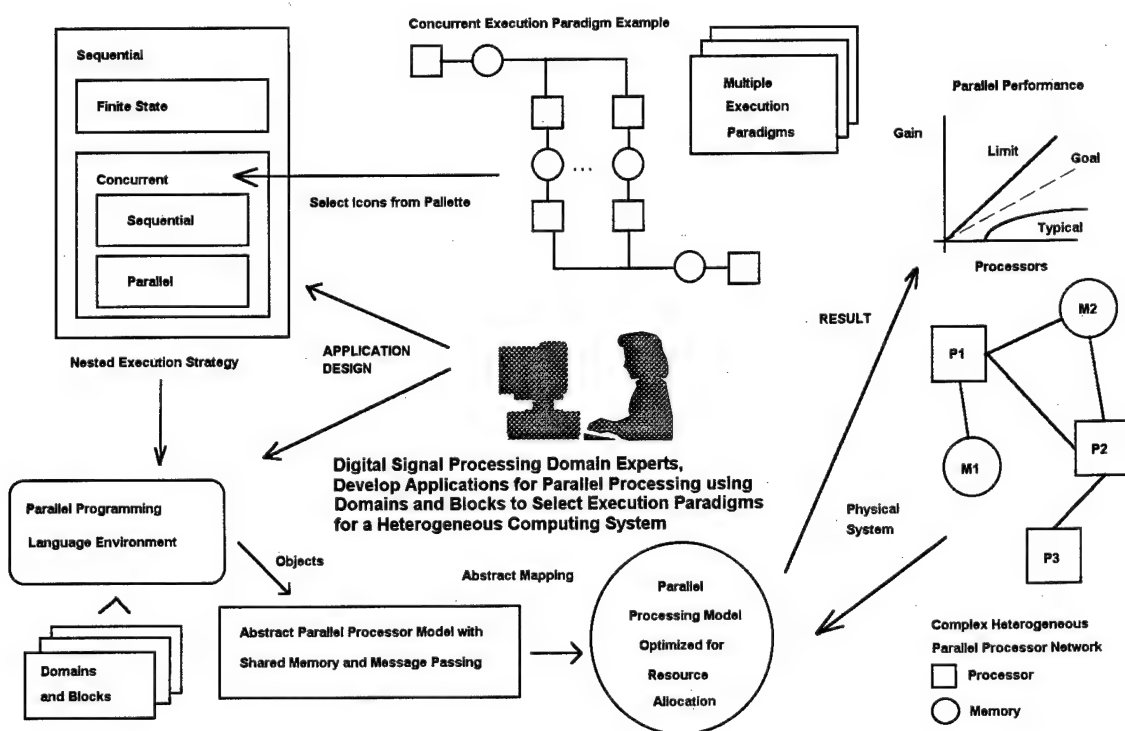 Concurrent Execution Paradigm Example
Sequential
Finite State
Concurrent
Sequential
Parallel
Nested Execution Strategy
Select Icons from Pallette
...
Multiple
Execution
Paradigms
Parallel Performance
Gain
Limit
Goal
Typical
Processors
APPLICATION
DESIGN
RESULT
M2
P1
P2
M1
P3
Digital Signal Processing Domain Experts,
Develop Applications for Parallel Processing using
Domains and Blocks to Select Execution Paradigms
for a Heterogeneous Computing System
Physical
System
Parallel Programming
Language Environment
Objects
Abstract Mapping
Domains
and Blocks
Abstract Parallel Processor Model with
Shared Memory and Message Passing
Parallel
Processing Model
Optimized for
Resource
Allocation
Complex Heterogeneous
Parallel Processor Network
Processor
Memory